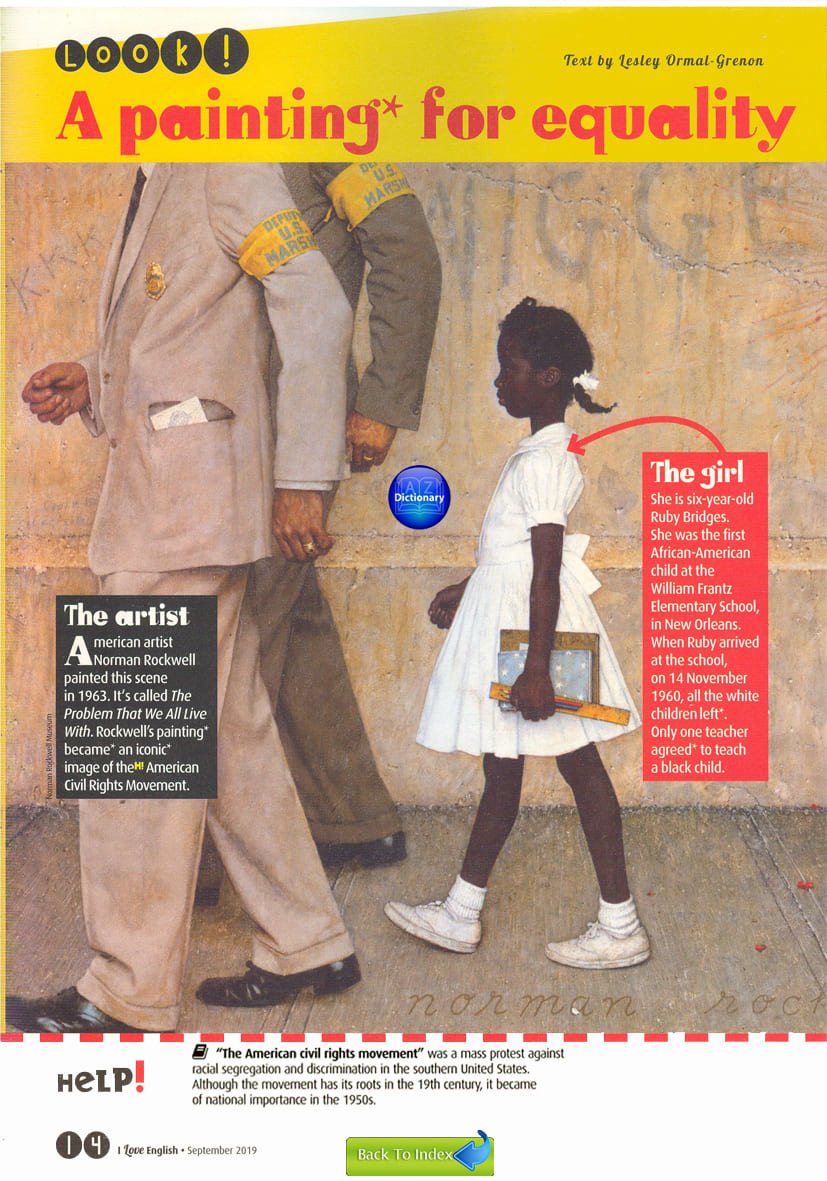 LOOK!
Text by Lesley Ormal-Grenon
A painting* for equality
DEPUTY
U.S.
MARSH
U.S.
MARSHA
KKK
NIGGE
A Z
Dictionary
The girl
She is six-year-old
Ruby Bridges.
She was the first
African-American
child at the
William Frantz
Elementary School,
in New Orleans.
When Ruby arrived
at the school,
on 14 November
1960, all the white
children left*.
Only one teacher
agreed* to teach
a black child.
The artist
American artist
Norman Rockwell
painted this scene
in 1963. It's called The
Problem That We All Live
With. Rockwell's painting*
became* an iconic*
image of the H! American
Civil Rights Movement.
Norman Rockwell Museum
norman rock
HELP!
"The American civil rights movement" was a mass protest against
racial segregation and discrimination in the southern United States.
Although the movement has its roots in the 19th century, it became
of national importance in the 1950s.
14 I Love English • September 2019
Back To Index